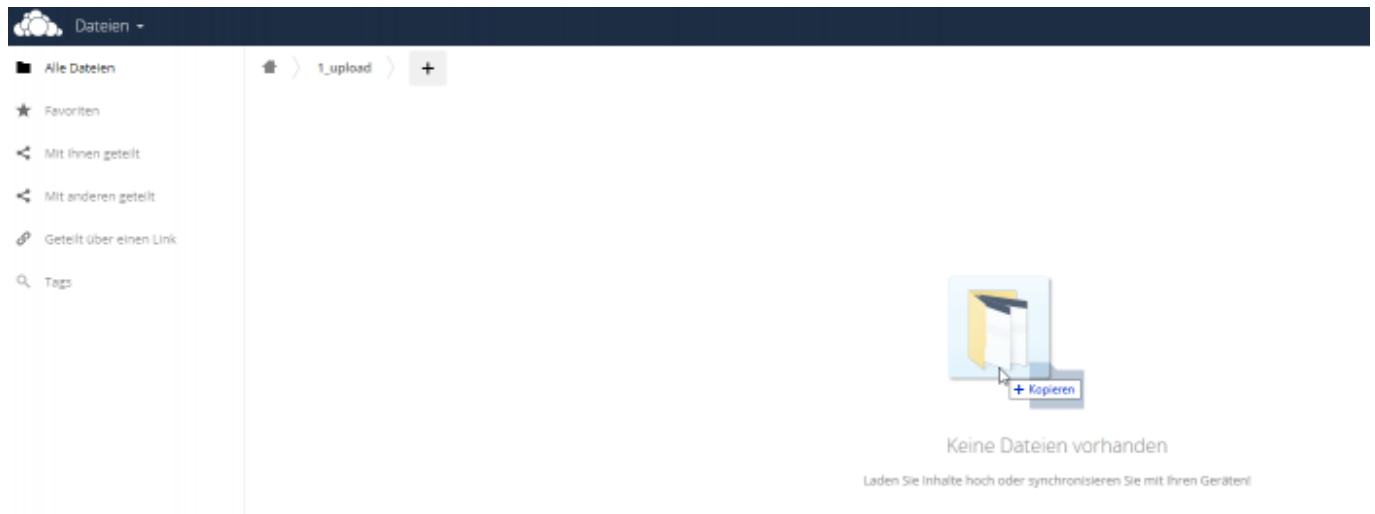 Dateien
Alle Dateien
1_upload
+
Favoriten
Mit Ihnen geteilt
Mit anderen geteilt
Geteilt über einen Link
Tags
+ Kopieren
Keine Dateien vorhanden
Laden Sie Inhalte hoch oder synchronisieren Sie mit Ihren Geräten!